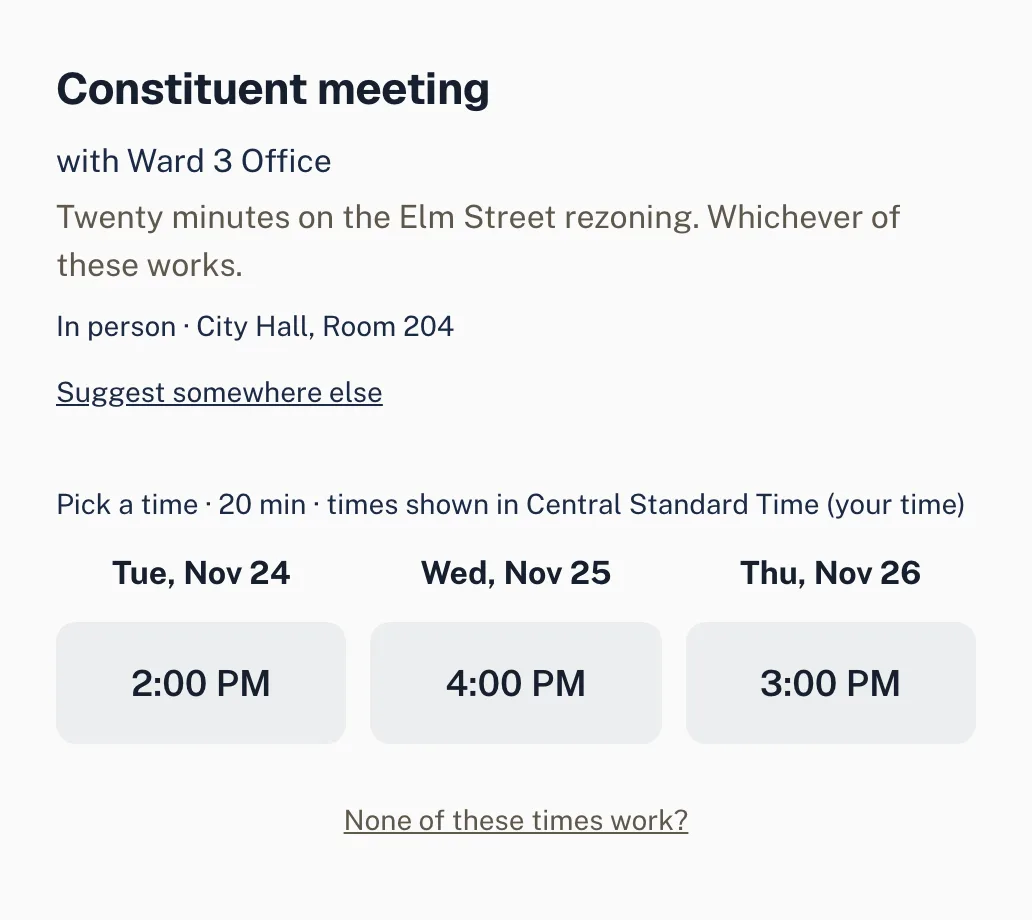 Constituent meeting
with Ward 3 Office
Twenty minutes on the Elm Street rezoning. Whichever of
these works.
In person · City Hall, Room 204
Suggest somewhere else
Pick a time · 20 min · times shown in Central Standard Time (your time)
Tue, Nov 24
Wed, Nov 25
Thu, Nov 26
2:00 PM
4:00 PM
3:00 PM
None of these times work?